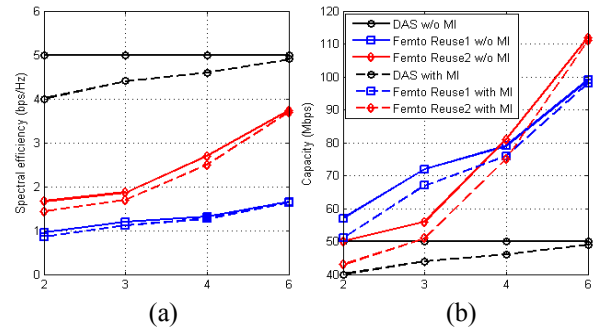 Spectral efficiency (bps/Hz)
6
5
4
3
2
1
0
2
3
4
6
(a)
Capacity (Mbps)
120
110
100
90
80
70
60
50
40
2
3
4
6
DAS w/o MI
Femto Reuse1 w/o MI
Femto Reuse2 w/o MI
DAS with MI
Femto Reuse1 with MI
Femto Reuse2 with MI
(b)